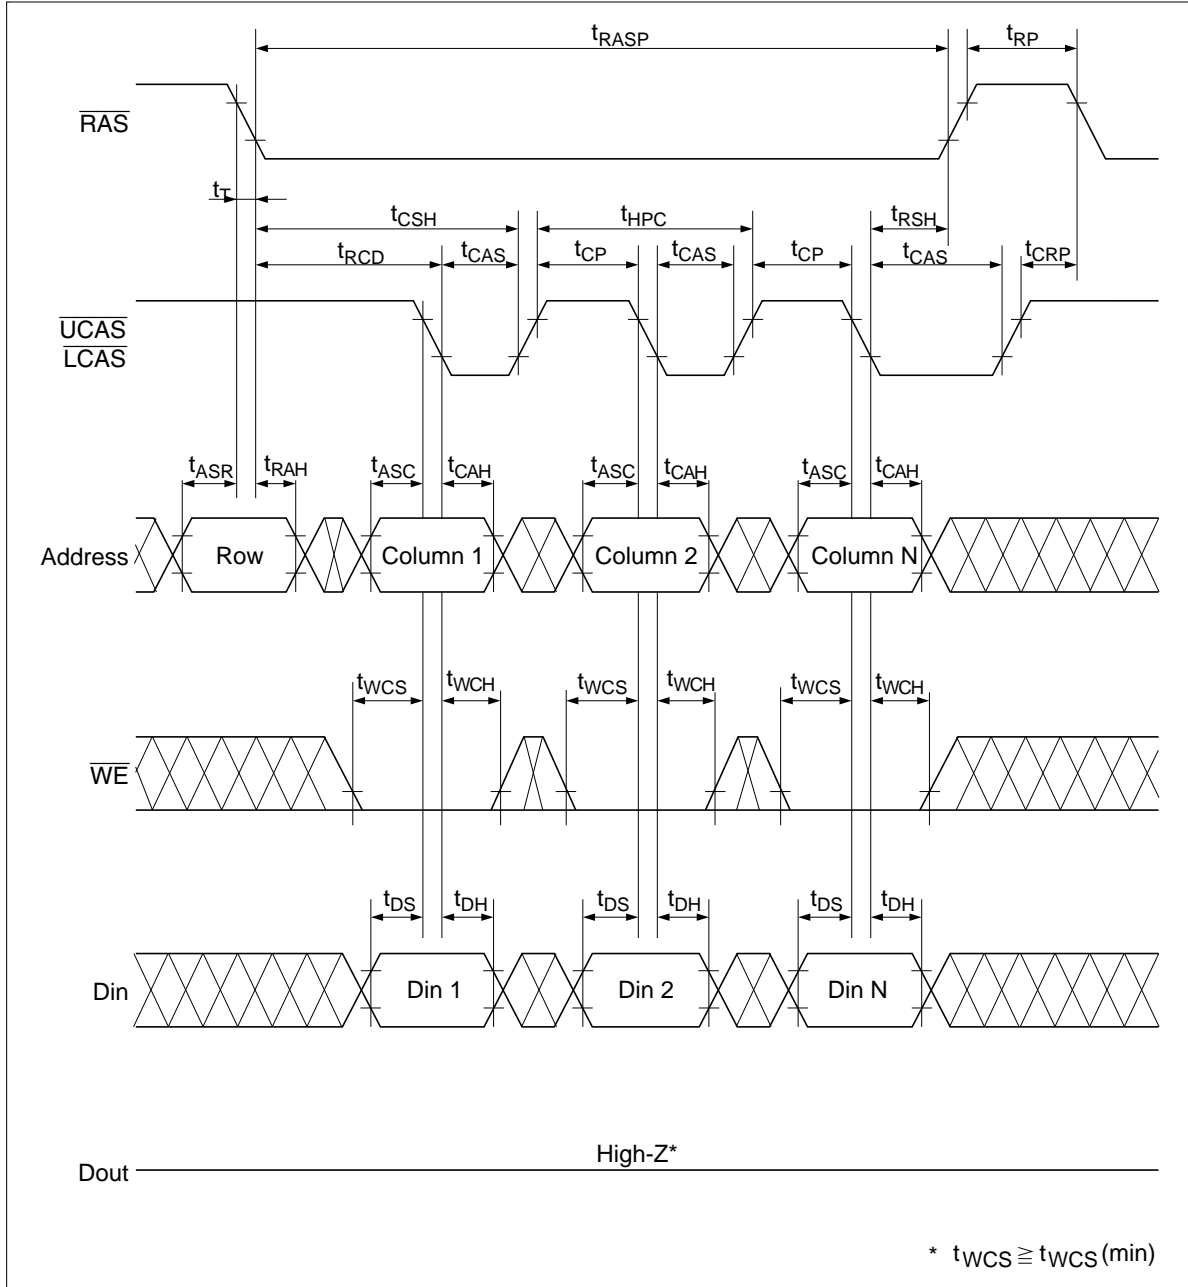 tRASP tRP
RAS
tT
tCSH tHPC tRSH
tRCD tCAS tCP tCAS tCP tCAS tCRP
UCAS
LCAS
tASR tRAH tASC tCAH tASC tCAH tASC tCAH
Address Row Column 1 Column 2 Column N
tWCS tWCH tWCS tWCH tWCS tWCH
WE
tDS tDH tDS tDH tDS tDH
Din Din 1 Din 2 Din N
High-Z*
Dout
* tWCS ≧ tWCS (min)